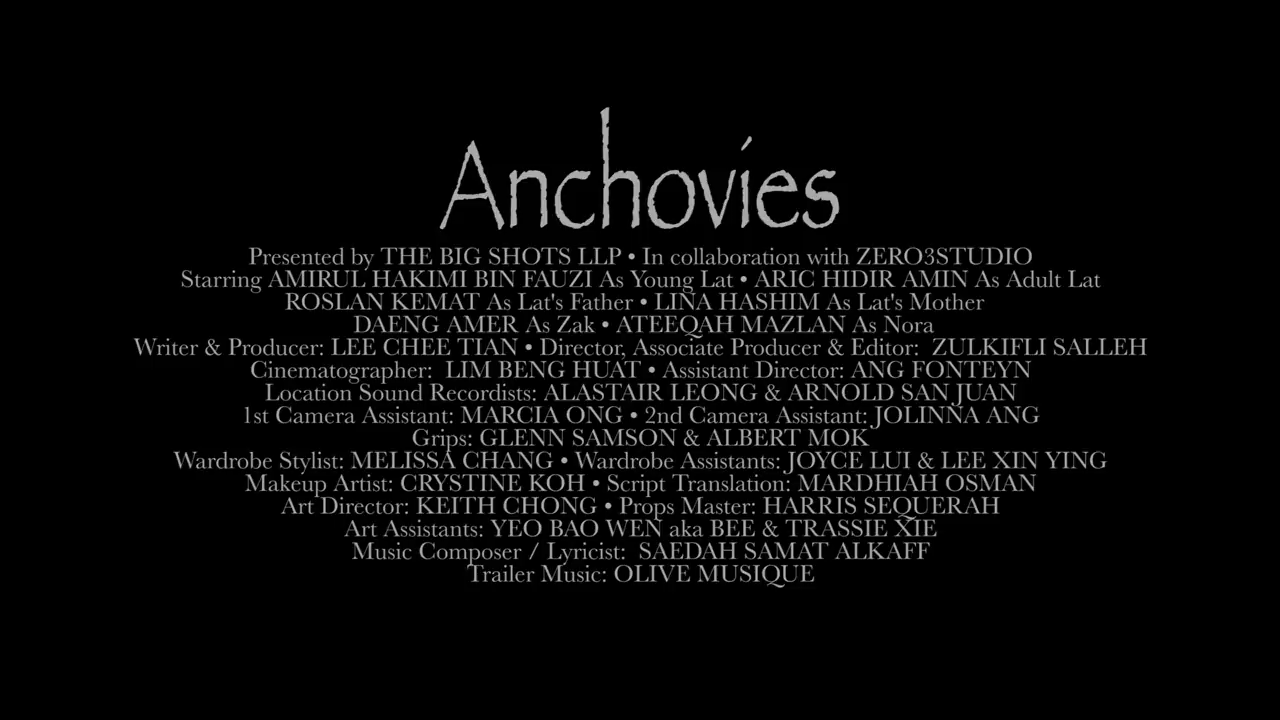 Anchovies
Presented by THE BIG SHOTS LLP • In collaboration with ZERO3STUDIO
Starring AMIRUL HAKIMI BIN FAUZI As Young Lat • ARIC HIDIR AMIN As Adult Lat
ROSLAN KEMAT As Lat's Father • LINA HASHIM As Lat's Mother
DAENG AMER As Zak • ATEEQAH MAZLAN As Nora
Writer & Producer: LEE CHEE TIAN • Director, Associate Producer & Editor:  ZULKIFLI SALLEH
Cinematographer:  LIM BENG HUAT • Assistant Director: ANG FONTEYN
Location Sound Recordists: ALASTAIR LEONG & ARNOLD SAN JUAN
1st Camera Assistant: MARCIA ONG • 2nd Camera Assistant: JOLINNA ANG
Grips: GLENN SAMSON & ALBERT MOK
Wardrobe Stylist: MELISSA CHANG • Wardrobe Assistants: JOYCE LUI & LEE XIN YING
Makeup Artist: CRYSTINE KOH • Script Translation: MARDHIAH OSMAN
Art Director: KEITH CHONG • Props Master: HARRIS SEQUERAH
Art Assistants: YEO BAO WEN aka BEE & TRASSIE XIE
Music Composer / Lyricist:  SAEDAH SAMAT ALKAFF
Trailer Music: OLIVE MUSIQUE